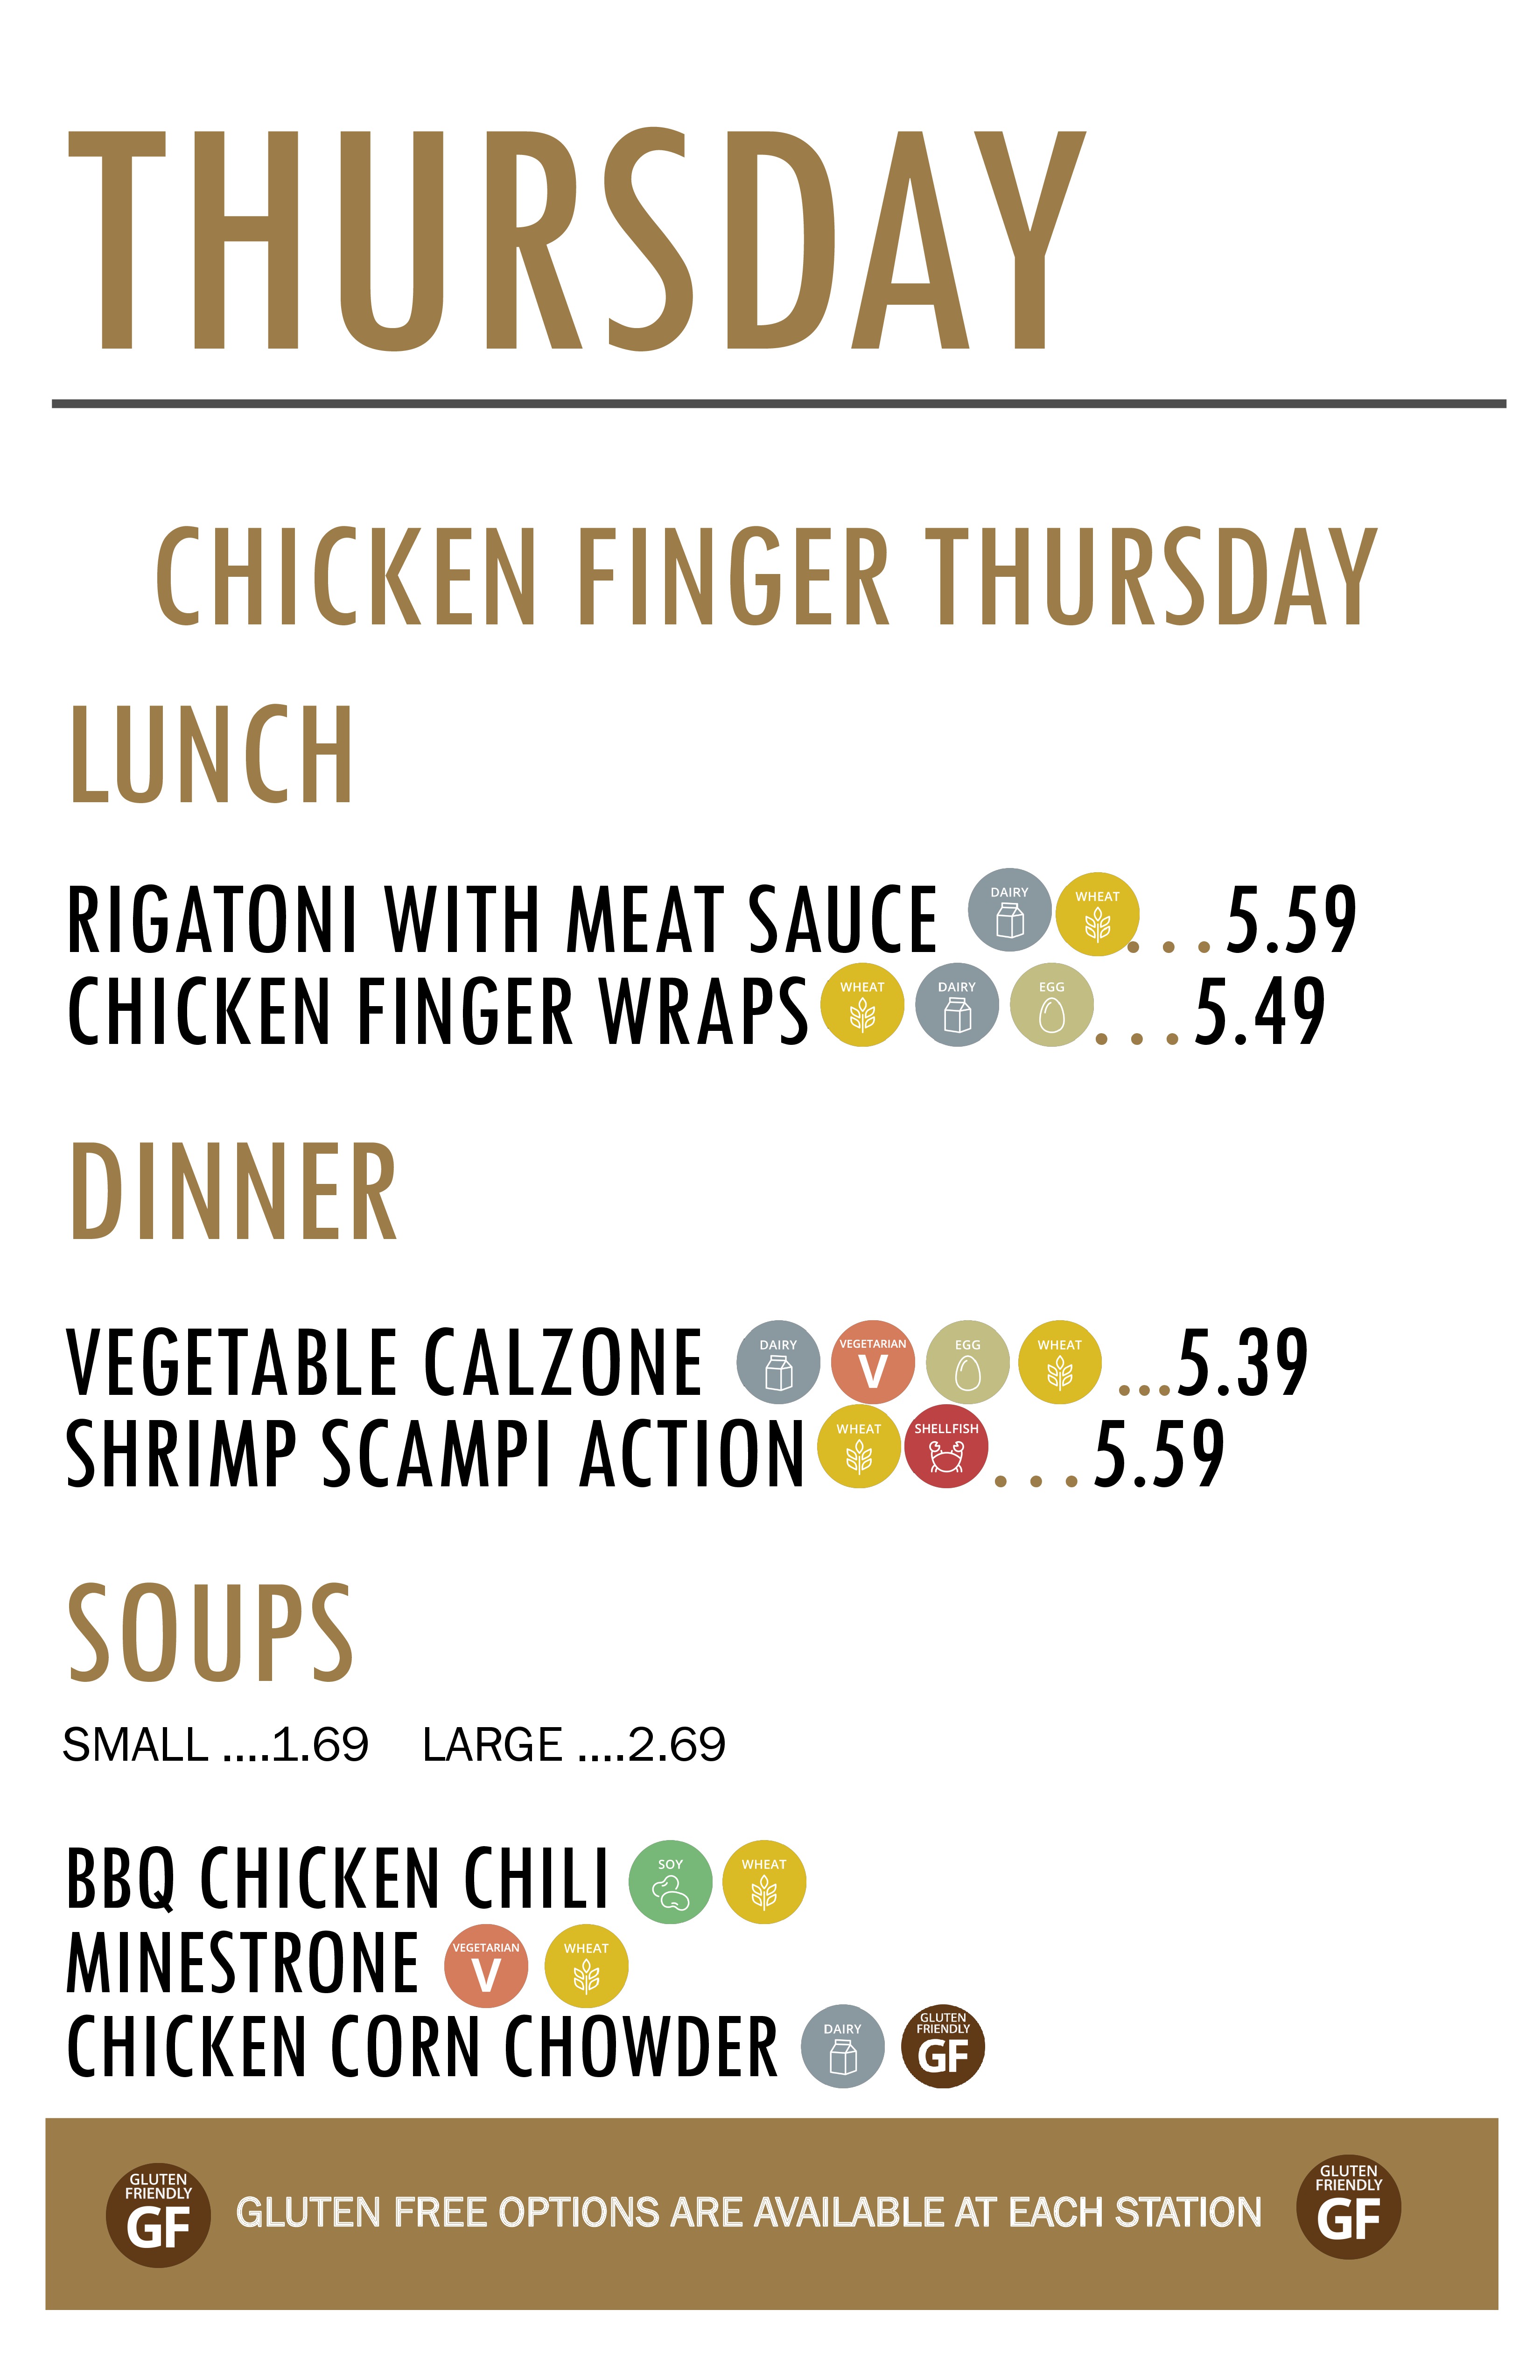 THURSDAY
CHICKEN FINGER THURSDAY
LUNCH
RIGATONI WITH MEAT SAUCE DAIRY WHEAT . . . 5.59
CHICKEN FINGER WRAPS WHEAT DAIRY EGG . . . 5.49
DINNER
VEGETABLE CALZONE DAIRY VEGETARIAN V EGG WHEAT ...5.39
SHRIMP SCAMPI ACTION WHEAT SHELLFISH . . . 5.59
SOUPS
SMALL ....1.69 LARGE ....2.69
BBQ CHICKEN CHILI SOY WHEAT
MINESTRONE VEGETARIAN V WHEAT
CHICKEN CORN CHOWDER DAIRY GLUTEN FRIENDLY GF
GLUTEN FRIENDLY GF GLUTEN FREE OPTIONS ARE AVAILABLE AT EACH STATION GLUTEN FRIENDLY GF